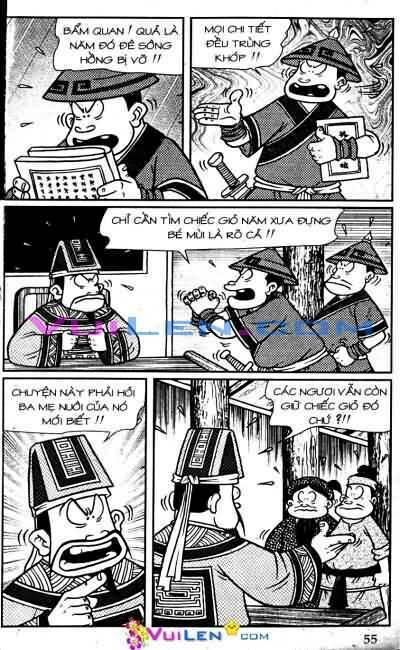 BẨM QUAN! QUẢ LÀ
NĂM ĐÓ ĐÊ SÔNG
HỒNG BỊ VỠ!!
MỌI CHI TIẾT
ĐỀU TRÙNG
KHỚP!!
CHỈ CẦN TÌM CHIẾC GIỎ NĂM XƯA ĐỰNG
BÉ MÙI LÀ RÕ CẢ!!
VUILEN.COM
CHUYỆN NÀY PHẢI HỎI
BA MẸ NUÔI CỦA NÓ
MỚI BIẾT!!
CÁC NGƯƠI VẪN CÒN
GIỮ CHIẾC GIỎ ĐÓ
CHỨ?!!
55
VUILEN.COM